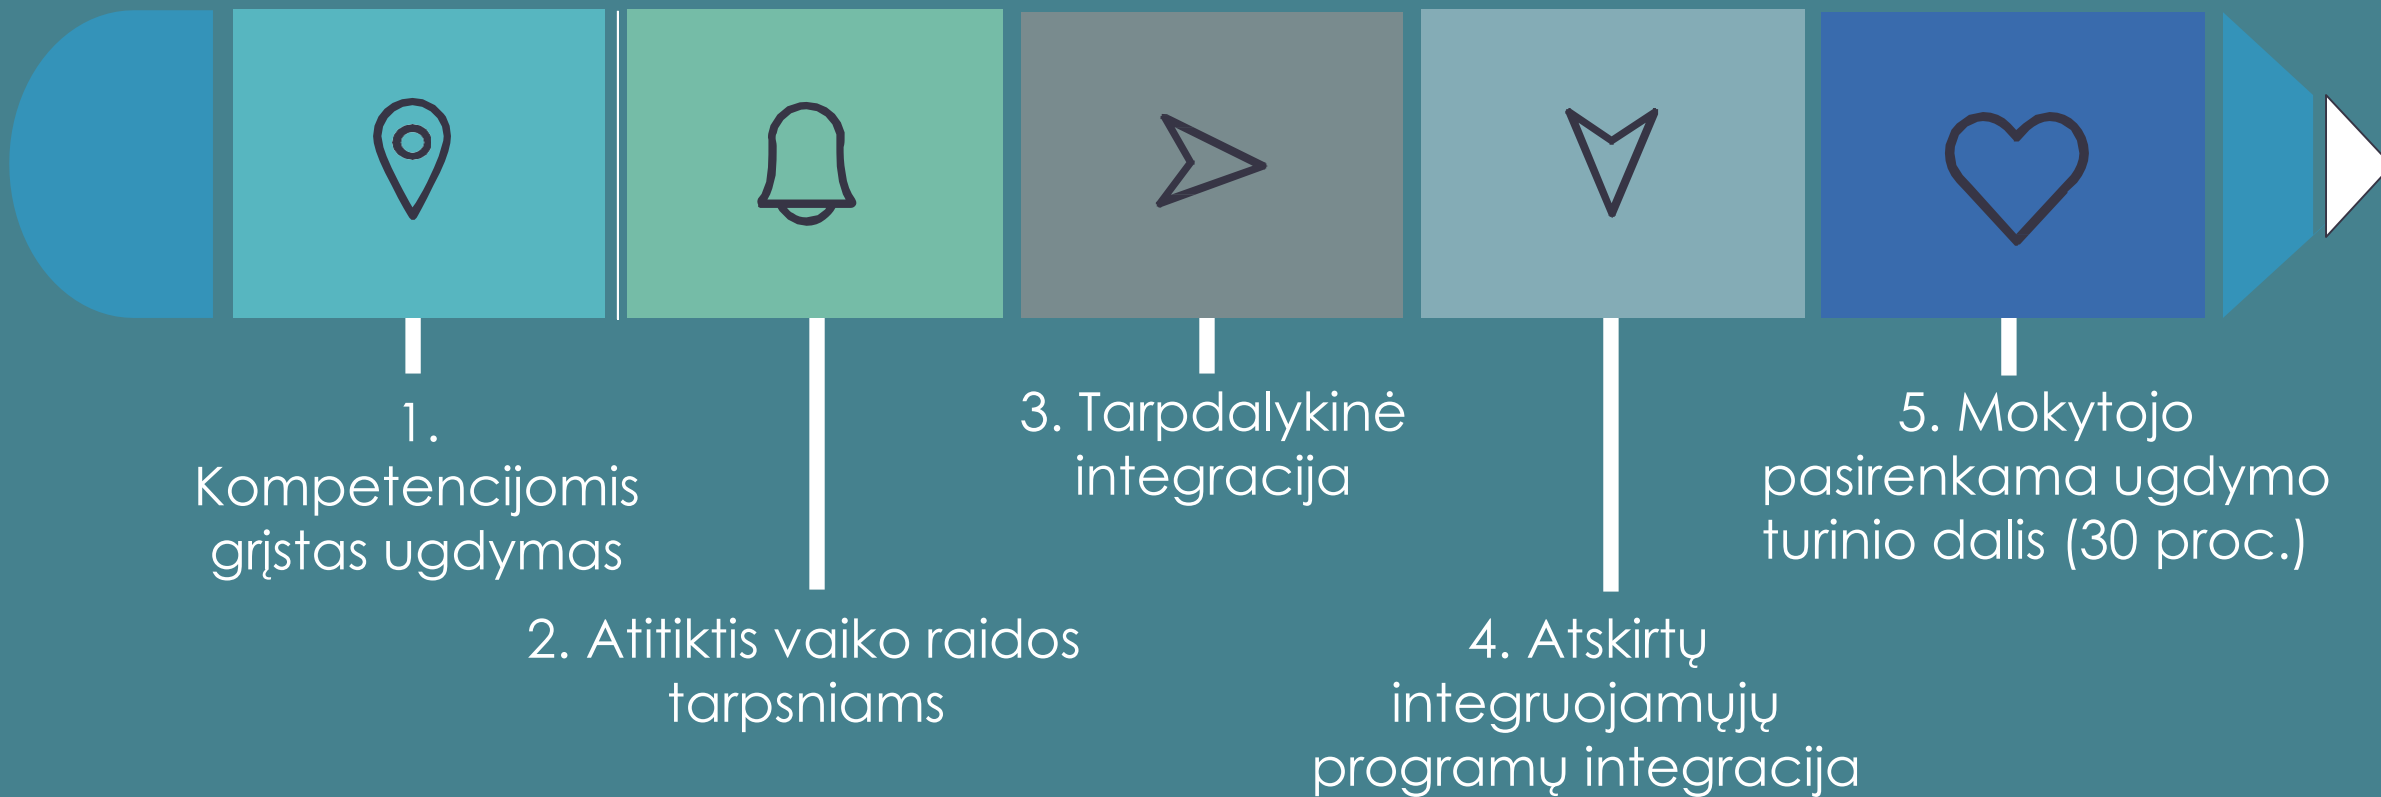 1.
Kompetencijomis
grįstas ugdymas
2. Atitiktis vaiko raidos
tarpsniams
3. Tarpdalykinė
integracija
4. Atskirtų
integruojamųjų
programų integracija
5. Mokytojo
pasirenkama ugdymo
turinio dalis (30 proc.)